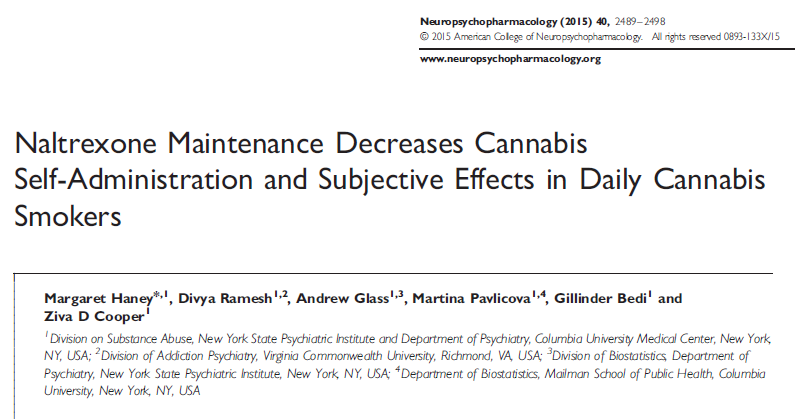 Neuropsychopharmacology (2015) 40, 2489–2498
© 2015 American College of Neuropsychopharmacology. All rights reserved 0893-133X/15
www.neuropsychopharmacology.org
Naltrexone Maintenance Decreases Cannabis
Self-Administration and Subjective Effects in Daily Cannabis
Smokers
Margaret Haney*,1, Divya Ramesh1,2, Andrew Glass1,3, Martina Pavlicova1,4, Gillinder Bedi1 and
Ziva D Cooper1
1Division on Substance Abuse, New York State Psychiatric Institute and Department of Psychiatry, Columbia University Medical Center, New York,
NY, USA; 2Division of Addiction Psychiatry, Virginia Commonwealth University, Richmond, VA, USA; 3Division of Biostatistics, Department of
Psychiatry, New York State Psychiatric Institute, New York, NY, USA; 4Department of Biostatistics, Mailman School of Public Health, Columbia
University, New York, NY, USA